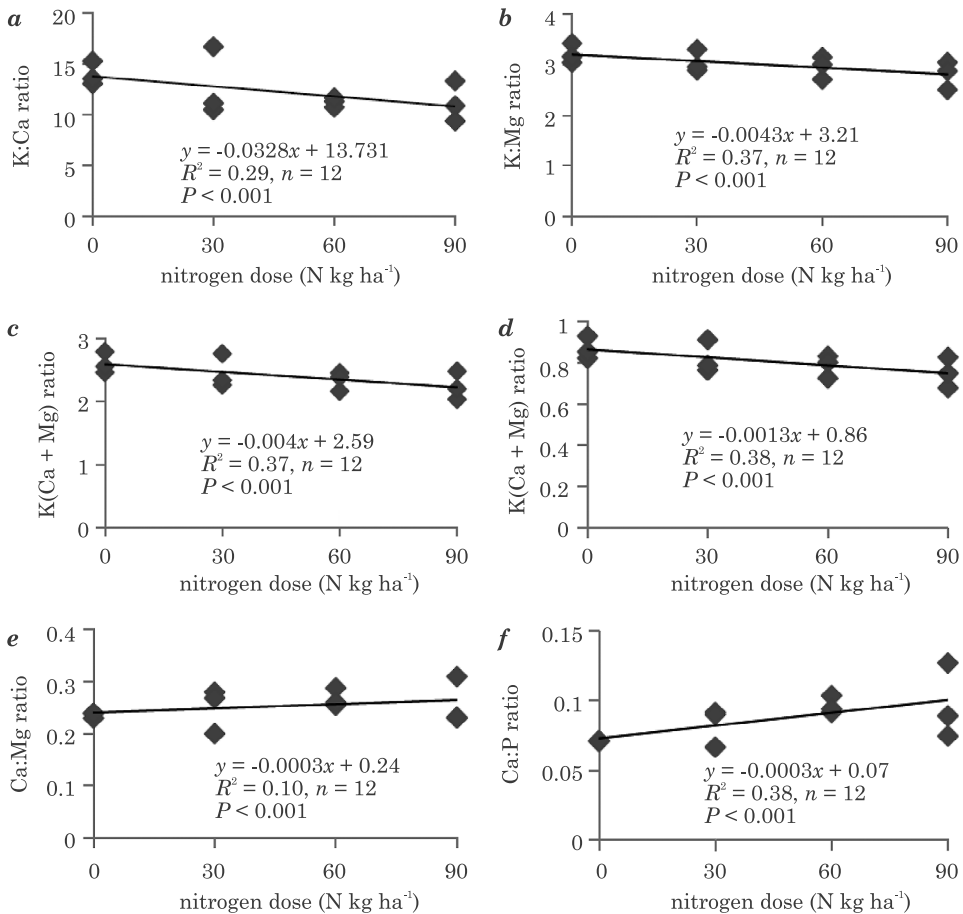 a
20
15
10
5
0
K:Ca ratio
y = -0.0328x + 13.731
R² = 0.29, n = 12
P < 0.001
0 30 60 90
nitrogen dose (N kg ha⁻¹)
b
4
3
2
1
0
K:Mg ratio
y = -0.0043x + 3.21
R² = 0.37, n = 12
P < 0.001
0 30 60 90
nitrogen dose (N kg ha⁻¹)
c
3
2
1
0
K(Ca + Mg) ratio
y = -0.004x + 2.59
R² = 0.37, n = 12
P < 0.001
0 30 60 90
nitrogen dose (N kg ha⁻¹)
d
1
0.8
0.6
0.4
0.2
0
K(Ca + Mg) ratio
y = -0.0013x + 0.86
R² = 0.38, n = 12
P < 0.001
0 30 60 90
nitrogen dose (N kg ha⁻¹)
e
0.4
0.3
0.2
0.1
0
Ca:Mg ratio
y = -0.0003x + 0.24
R² = 0.10, n = 12
P < 0.001
0 30 60 90
nitrogen dose (N kg ha⁻¹)
f
0.15
0.10
0.05
0
Ca:P ratio
y = -0.0003x + 0.07
R² = 0.38, n = 12
P < 0.001
0 30 60 90
nitrogen dose (N kg ha⁻¹)